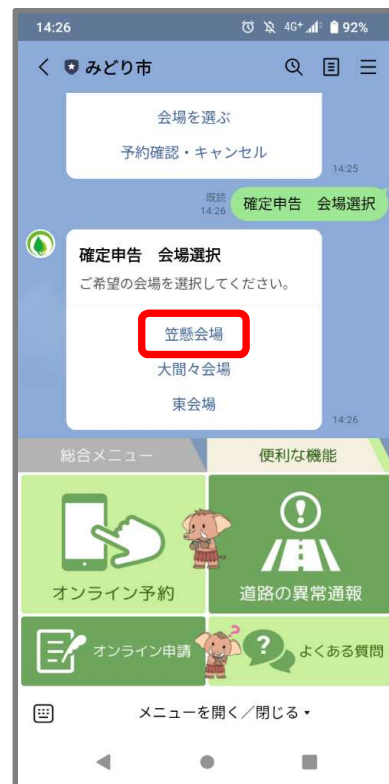 14:26
4G+
92%
みどり市
会場を選ぶ
予約確認・キャンセル
14:25
既読
14:26
確定申告 会場選択
確定申告 会場選択
ご希望の会場を選択してください。
笠懸会場
大間々会場
東会場
14:26
総合メニュー
便利な機能
オンライン予約
道路の異常通報
オンライン申請
?
?
よくある質問
メニューを開く/閉じる▾